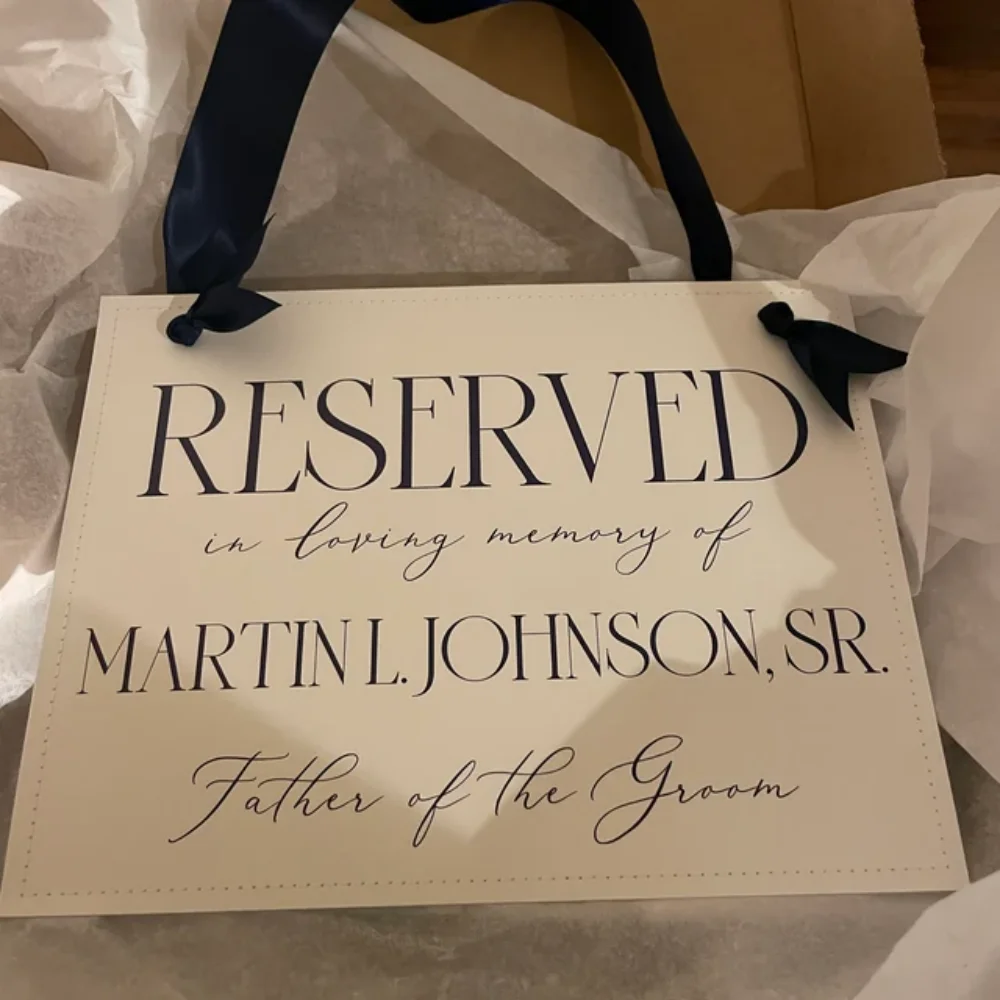 RESERVED
in loving memory of
MARTIN L. JOHNSON, SR.
Father of the Groom